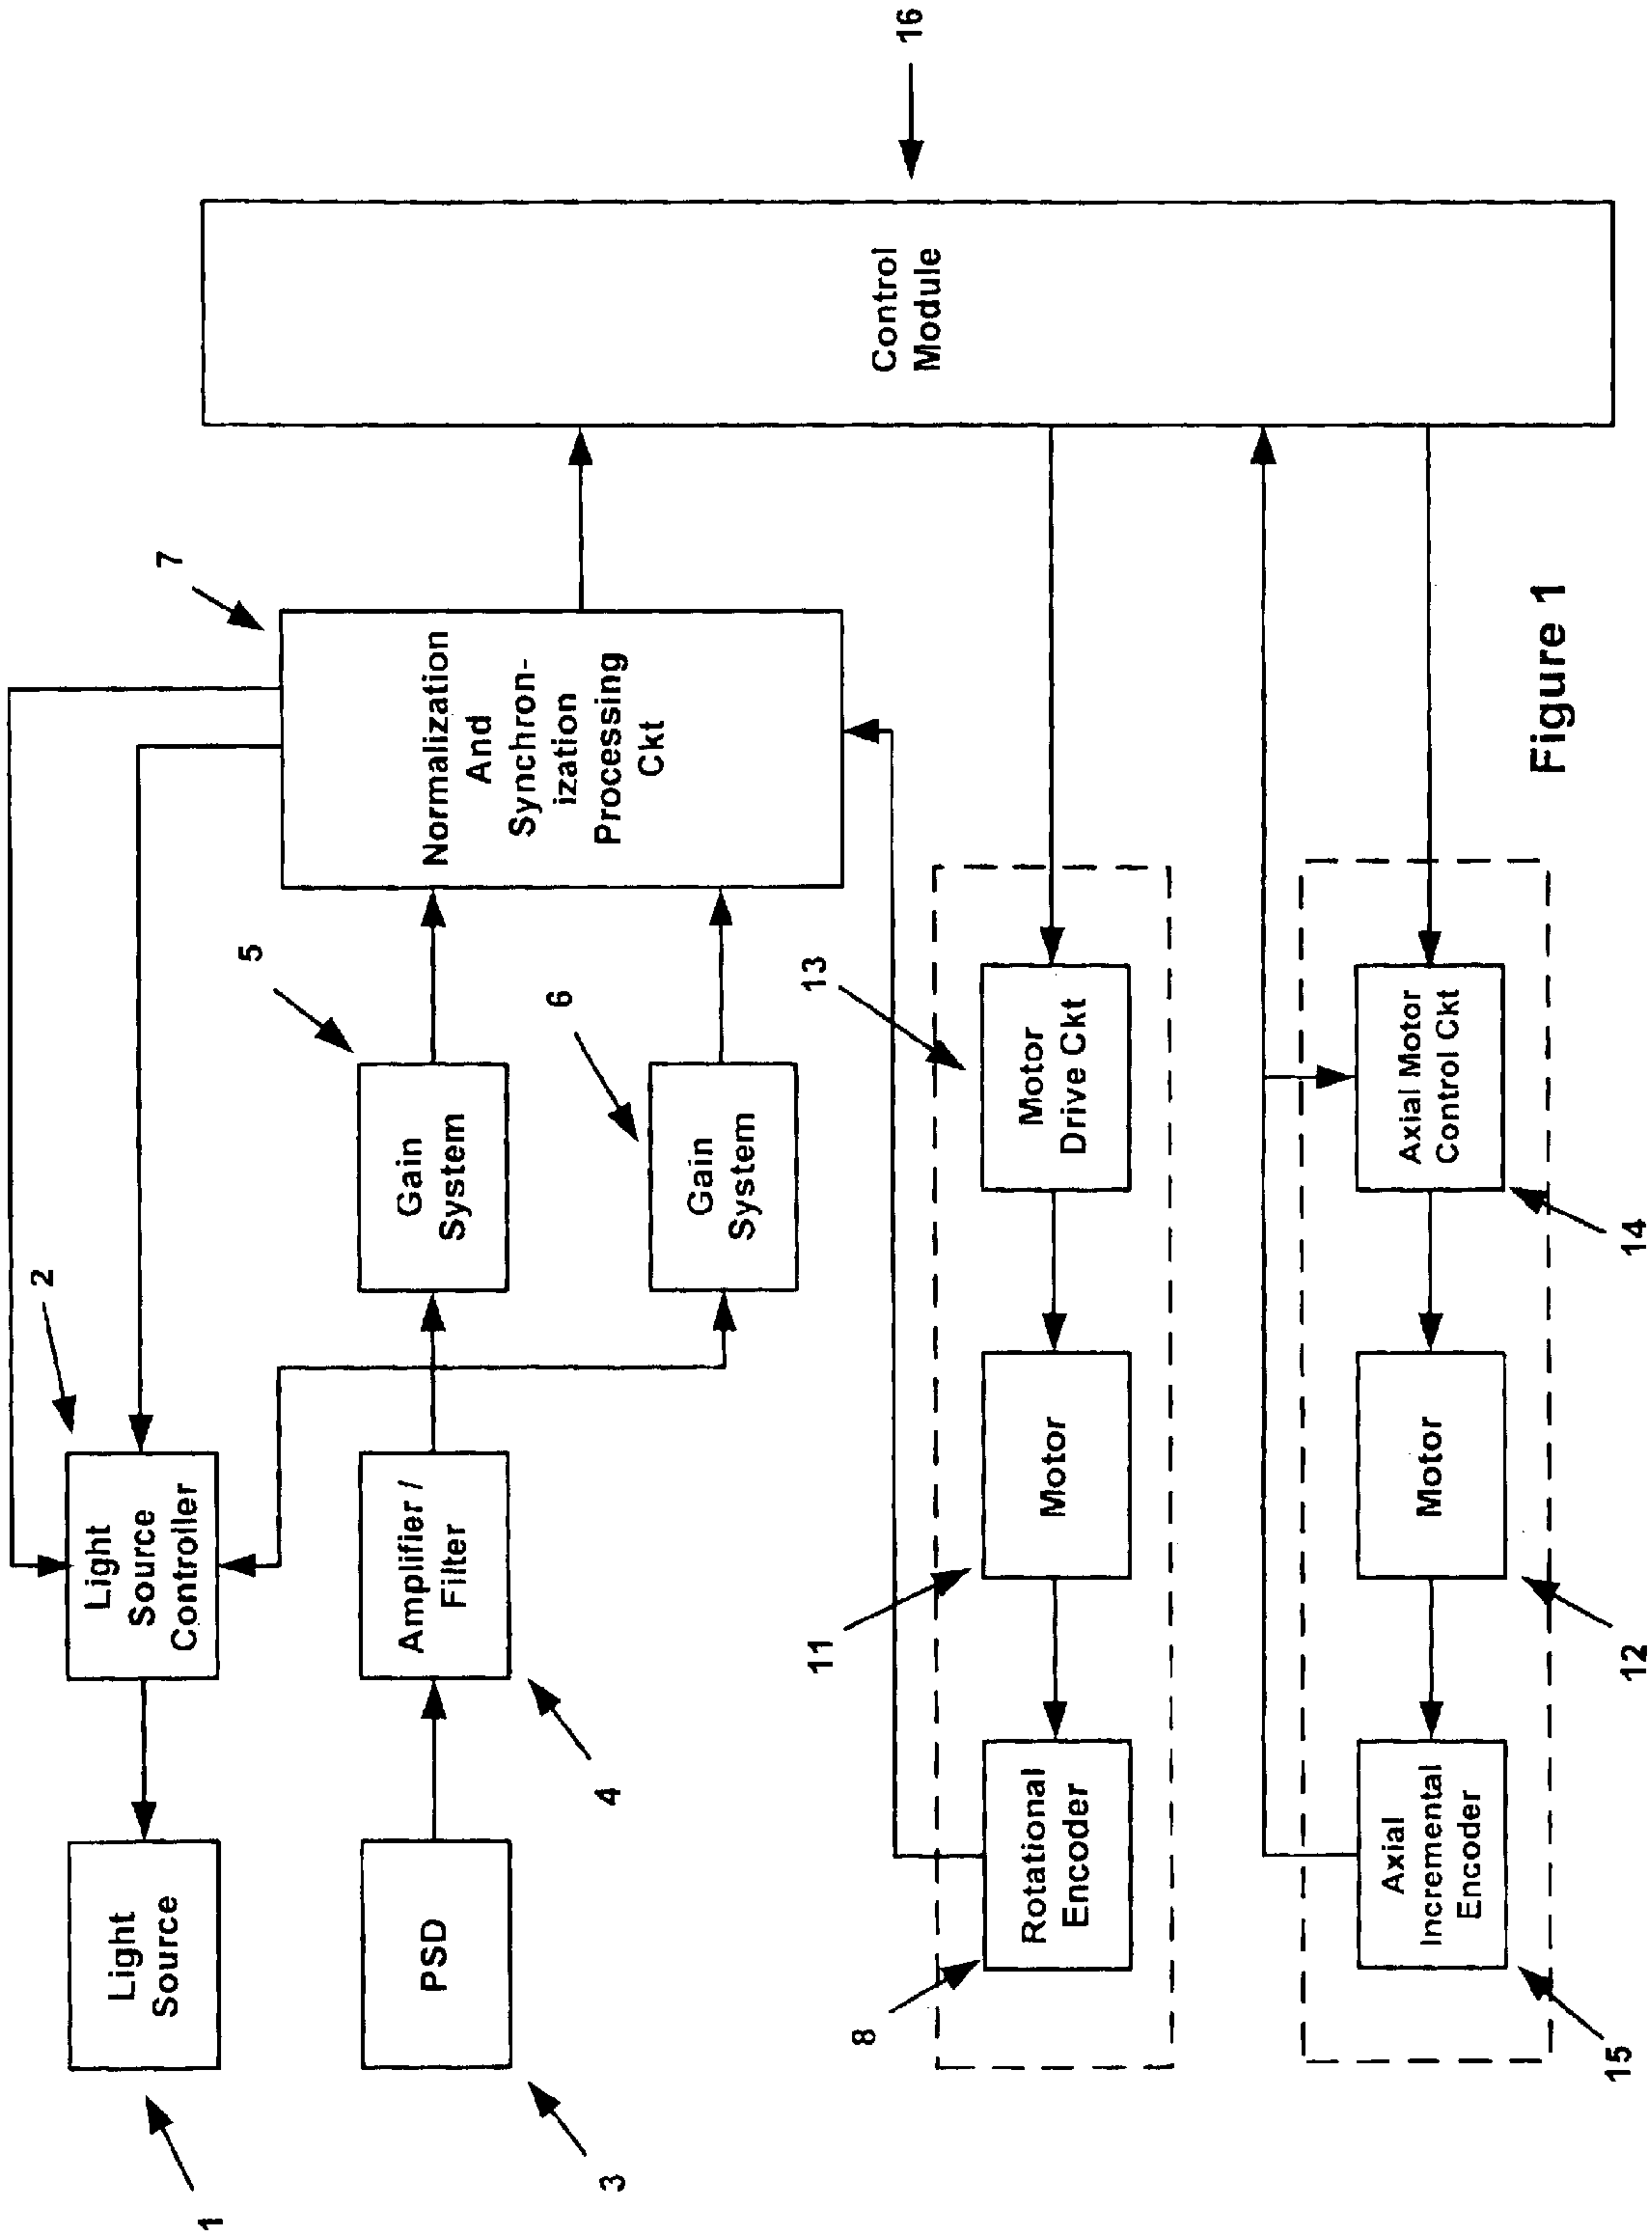 1
Light
Source
2
Light
Source
Controller
3
PSD
4
Amplifier /
Filter
5
Gain
System
6
Gain
System
7
Normalization
And
Synchron-
ization
Processing
Ckt
16
Control
Module
8
Rotational
Encoder
11
Motor
13
Motor
Drive Ckt
15
Axial
Incremental
Encoder
12
Motor
14
Axial Motor
Control Ckt
Figure 1